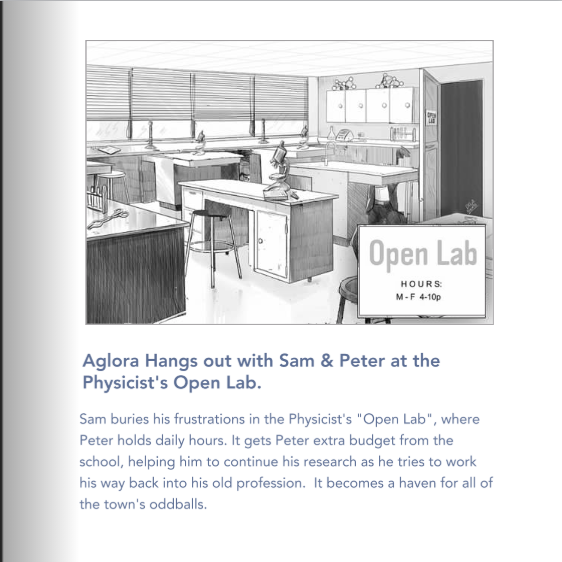 OPEN
LAB
Open Lab
HOURS:
M - F 4-10p
Aglora Hangs out with Sam & Peter at the
Physicist's Open Lab.
Sam buries his frustrations in the Physicist's "Open Lab", where
Peter holds daily hours. It gets Peter extra budget from the
school, helping him to continue his research as he tries to work
his way back into his old profession.  It becomes a haven for all of
the town's oddballs.